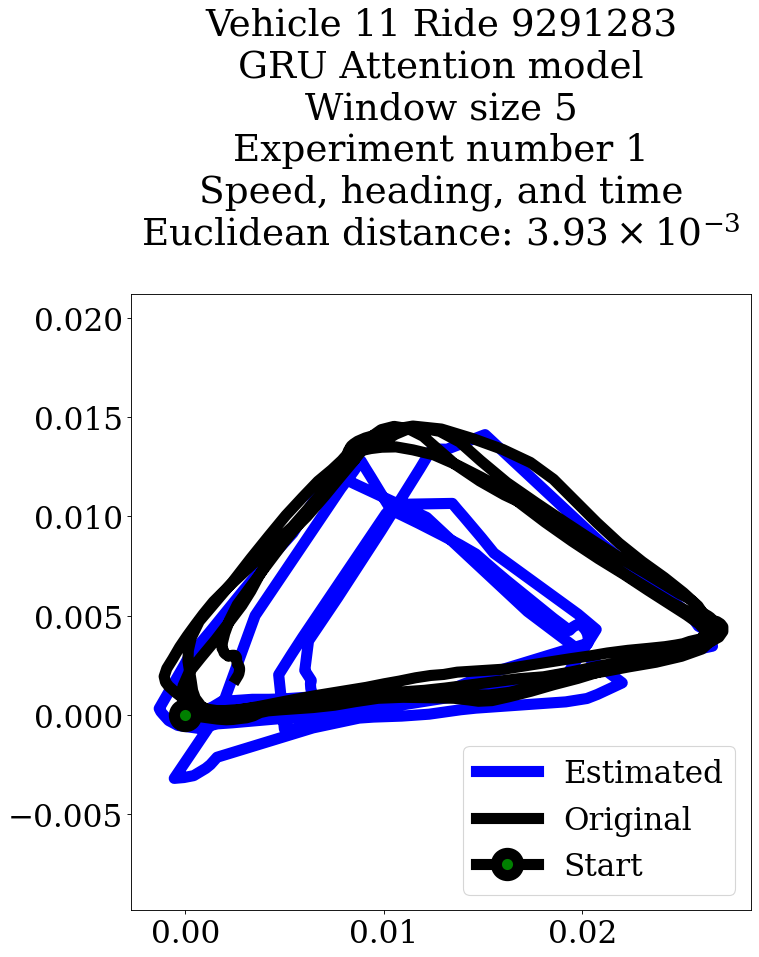 Vehicle 11 Ride 9291283
GRU Attention model
Window size 5
Experiment number 1
Speed, heading, and time
Euclidean distance: 3.93 × 10⁻³
0.020
0.015
0.010
0.005
0.000
−0.005
Estimated
Original
Start
0.00 0.01 0.02